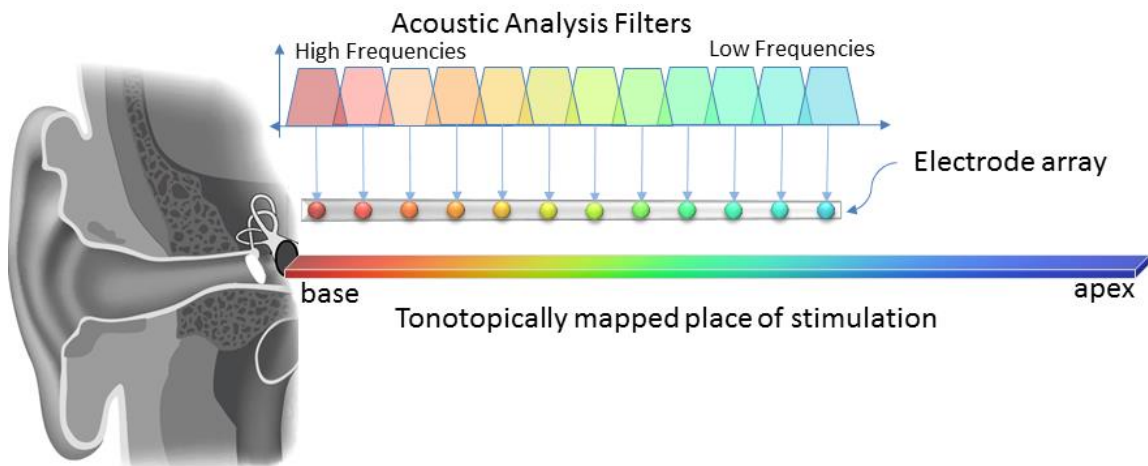 Acoustic Analysis Filters
High Frequencies
Low Frequencies
Electrode array
base
apex
Tonotopically mapped place of stimulation